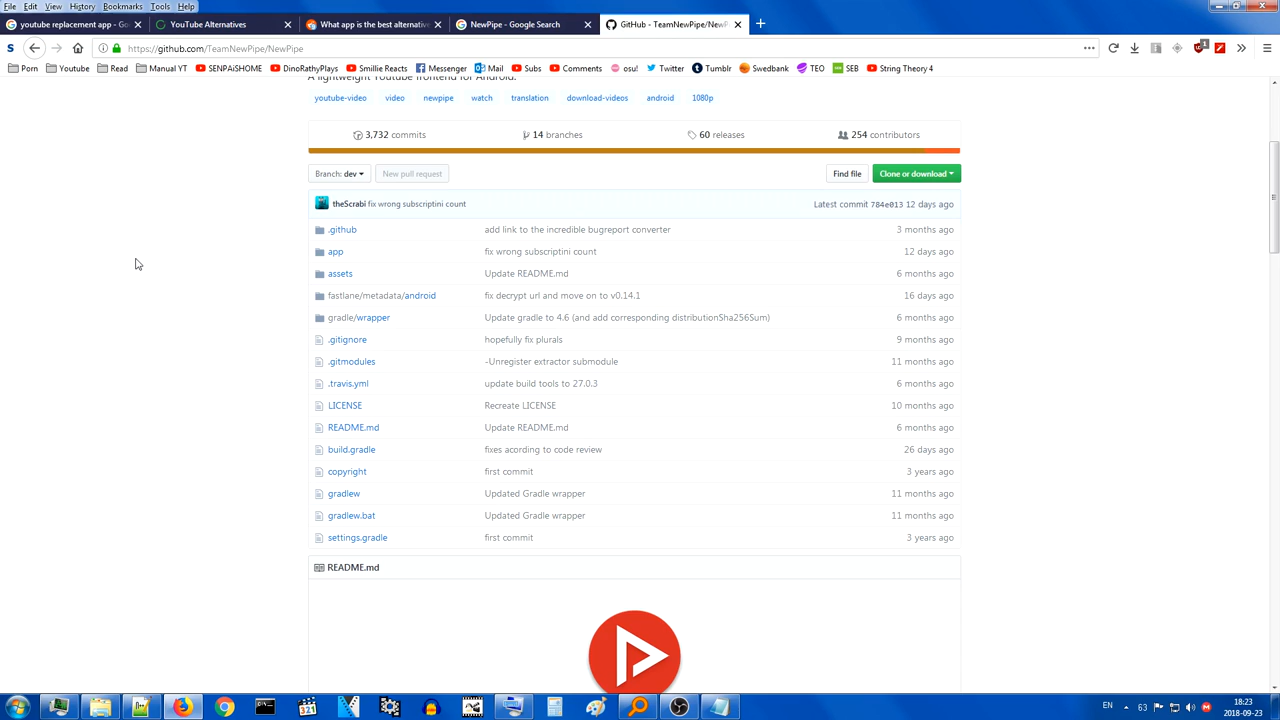 File Edit View History Bookmarks Tools Help
youtube replacement app - Go
YouTube Alternatives
What app is the best alternative
NewPipe - Google Search
GitHub - TeamNewPipe/NewPi
https://github.com/TeamNewPipe/NewPipe
Porn Youtube Read Manual YT SENPAiSHOME DinoRathyPlays Smillie Reacts Messenger Mail Subs Comments osu! Twitter Tumblr Swedbank TEO SEB String Theory 4
A lightweight Youtube frontend for Android.
youtube-video video newpipe watch translation download-videos android 1080p
3,732 commits 14 branches 60 releases 254 contributors
Branch: dev New pull request Find file Clone or download
theScrabi fix wrong subscriptini count Latest commit 784e013 12 days ago
.github add link to the incredible bugreport converter 3 months ago
app fix wrong subscriptini count 12 days ago
assets Update README.md 6 months ago
fastlane/metadata/android fix decrypt url and move on to v0.14.1 16 days ago
gradle/wrapper Update gradle to 4.6 (and add corresponding distributionSha256Sum) 6 months ago
.gitignore hopefully fix plurals 9 months ago
.gitmodules -Unregister extractor submodule 11 months ago
.travis.yml update build tools to 27.0.3 6 months ago
LICENSE Recreate LICENSE 10 months ago
README.md Update README.md 6 months ago
build.gradle fixes acording to code review 26 days ago
copyright first commit 3 years ago
gradlew Updated Gradle wrapper 11 months ago
gradlew.bat Updated Gradle wrapper 11 months ago
settings.gradle first commit 3 years ago
README.md
EN 63 18:23
2018-09-23